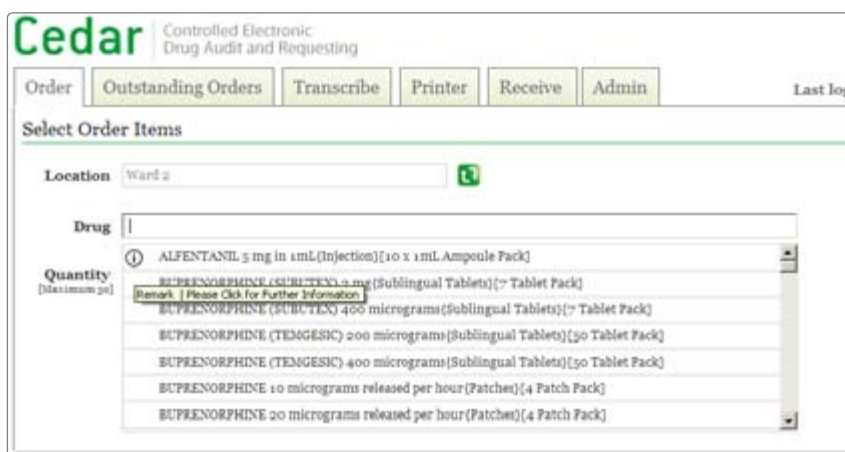 Cedar
Controlled Electronic
Drug Audit and Requesting
Order Outstanding Orders Transcribe Printer Receive Admin Last log
Select Order Items
Location Ward 2
Drug
ALFENTANIL 5 mg in 1mL(Injection)[10 x 1mL Ampoule Pack]
Quantity
[Maximum 30]
BUPRENORPHINE (SUBUTEX) 2 mg(Sublingual Tablets)[7 Tablet Pack]
Remark | Please Click for Further Information
BUPRENORPHINE (SUBUTEX) 400 micrograms(Sublingual Tablets)[7 Tablet Pack]
BUPRENORPHINE (TEMGESIC) 200 micrograms(Sublingual Tablets)[50 Tablet Pack]
BUPRENORPHINE (TEMGESIC) 400 micrograms(Sublingual Tablets)[50 Tablet Pack]
BUPRENORPHINE 10 micrograms released per hour(Patches)[4 Patch Pack]
BUPRENORPHINE 20 micrograms released per hour(Patches)[4 Patch Pack]